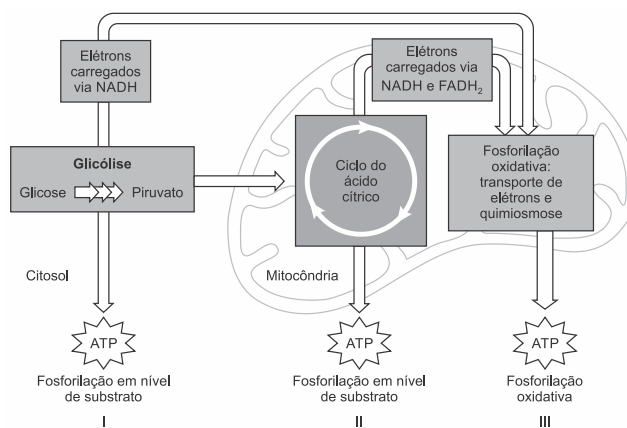 Elétrons
carregados
via NADH
Elétrons
carregados via
NADH e FADH₂
Glicólise
Glicose
Piruvato
Ciclo do
ácido
cítrico
Fosforilação
oxidativa:
transporte de
elétrons e
quimiosmose
Citosol
Mitocôndria
ATP
ATP
ATP
Fosforilação em nível
de substrato
Fosforilação em nível
de substrato
Fosforilação
oxidativa
I
II
III